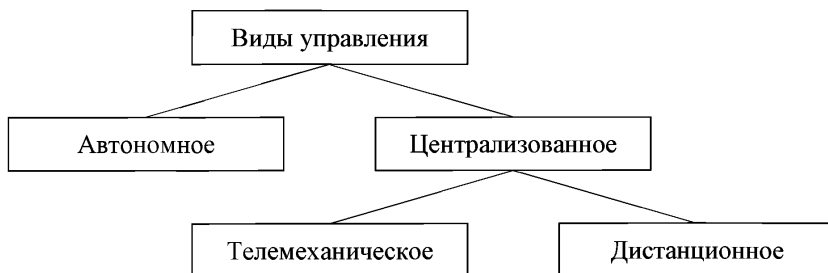 Виды управления
Автономное
Централизованное
Телемеханическое
Дистанционное